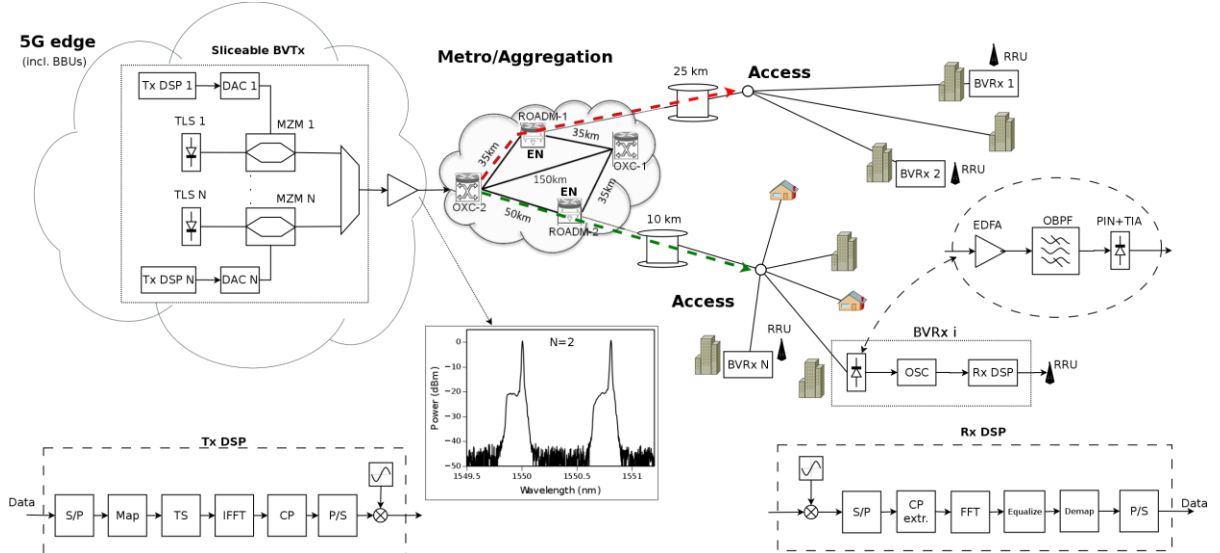 5G edge
(incl. BBUs)
Sliceable BVTx
Tx DSP 1
DAC 1
TLS 1
MZM 1
TLS N
MZM N
Tx DSP N
DAC N
Metro/Aggregation
ROADM-1
EN
35km
35km
OXC-1
150km
35km
OXC-2
EN
50km
ROADM-2
25 km
Access
RRU
BVRx 1
BVRx 2
RRU
10 km
Access
RRU
BVRx N
EDFA
OBPF
PIN+TIA
BVRx i
OSC
Rx DSP
RRU
N=2
Power (dBm)
0
−10
−20
−30
−40
−50
1549.5
1550
1550.5
1551
Wavelength (nm)
Tx DSP
Data
S/P
Map
TS
IFFT
CP
P/S
Rx DSP
S/P
CP
extr.
FFT
Equalize
Demap
P/S
Data